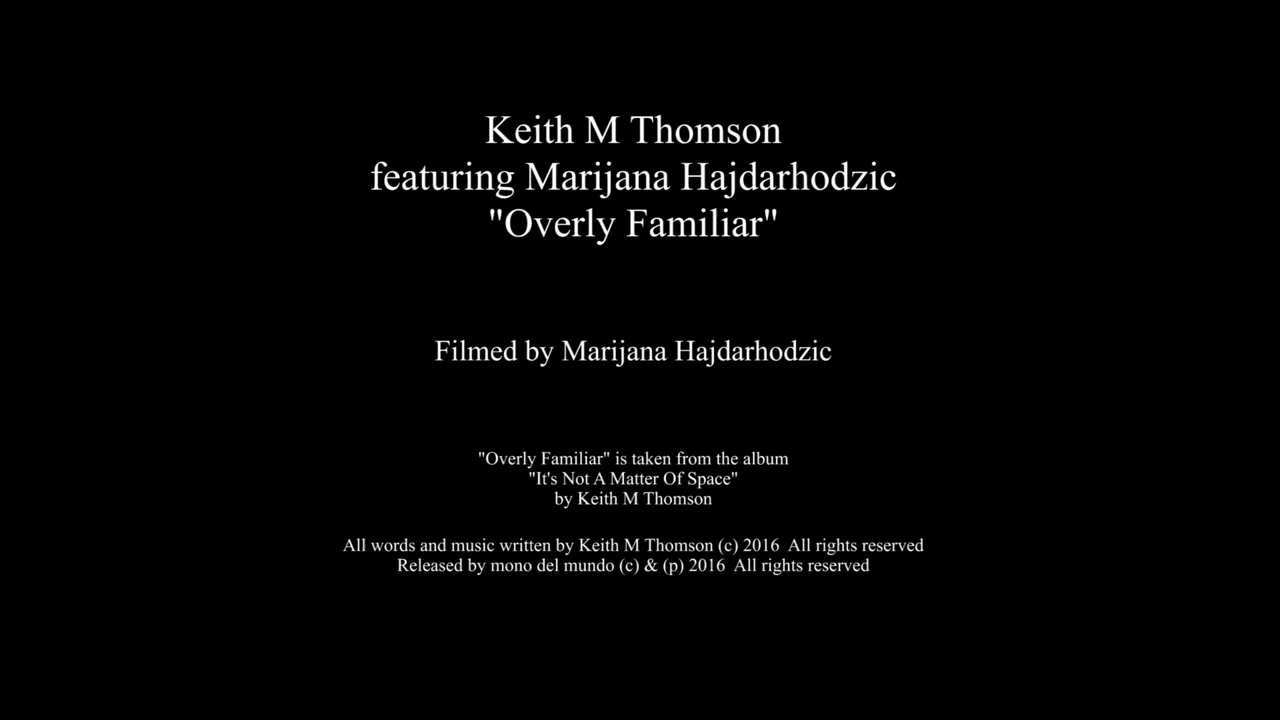 Keith M Thomson
featuring Marijana Hajdarhodzic
"Overly Familiar"
Filmed by Marijana Hajdarhodzic
"Overly Familiar" is taken from the album
"It's Not A Matter Of Space"
by Keith M Thomson
All words and music written by Keith M Thomson (c) 2016  All rights reserved
Released by mono del mundo (c) & (p) 2016  All rights reserved